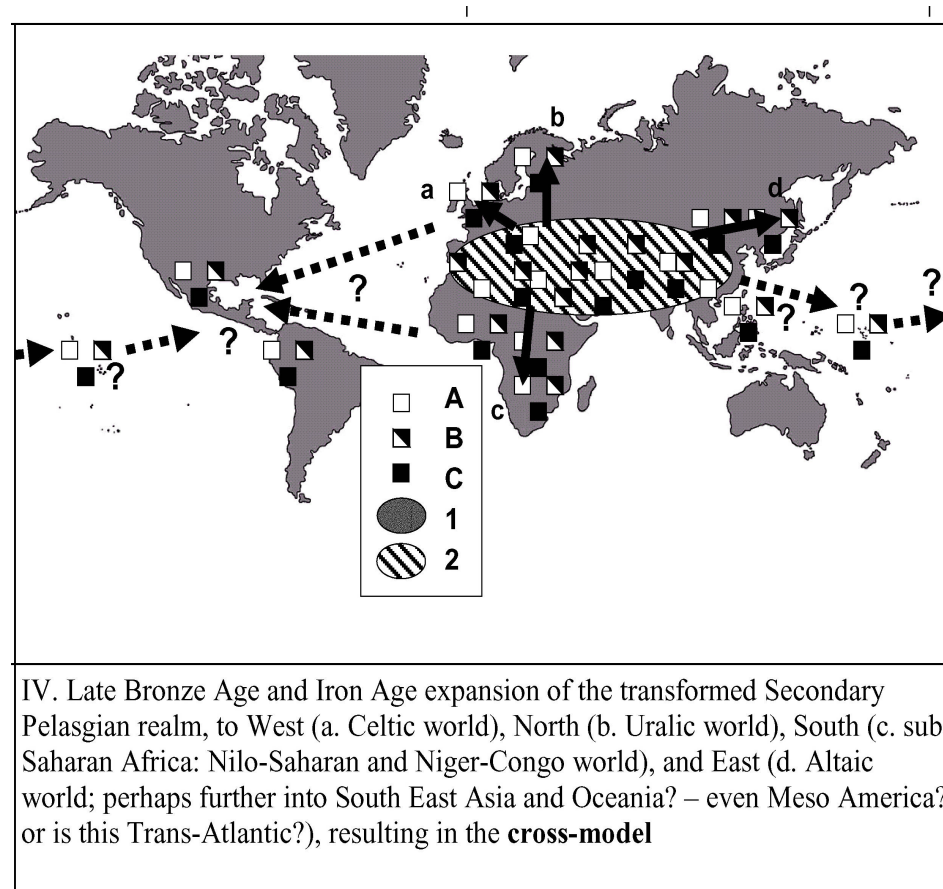 b
a
d
?
?
?
?
?
?
c
A
B
C
1
2
IV. Late Bronze Age and Iron Age expansion of the transformed Secondary
Pelasgian realm, to West (a. Celtic world), North (b. Uralic world), South (c. sub
Saharan Africa: Nilo-Saharan and Niger-Congo world), and East (d. Altaic
world; perhaps further into South East Asia and Oceania? – even Meso America?
or is this Trans-Atlantic?), resulting in the cross-model